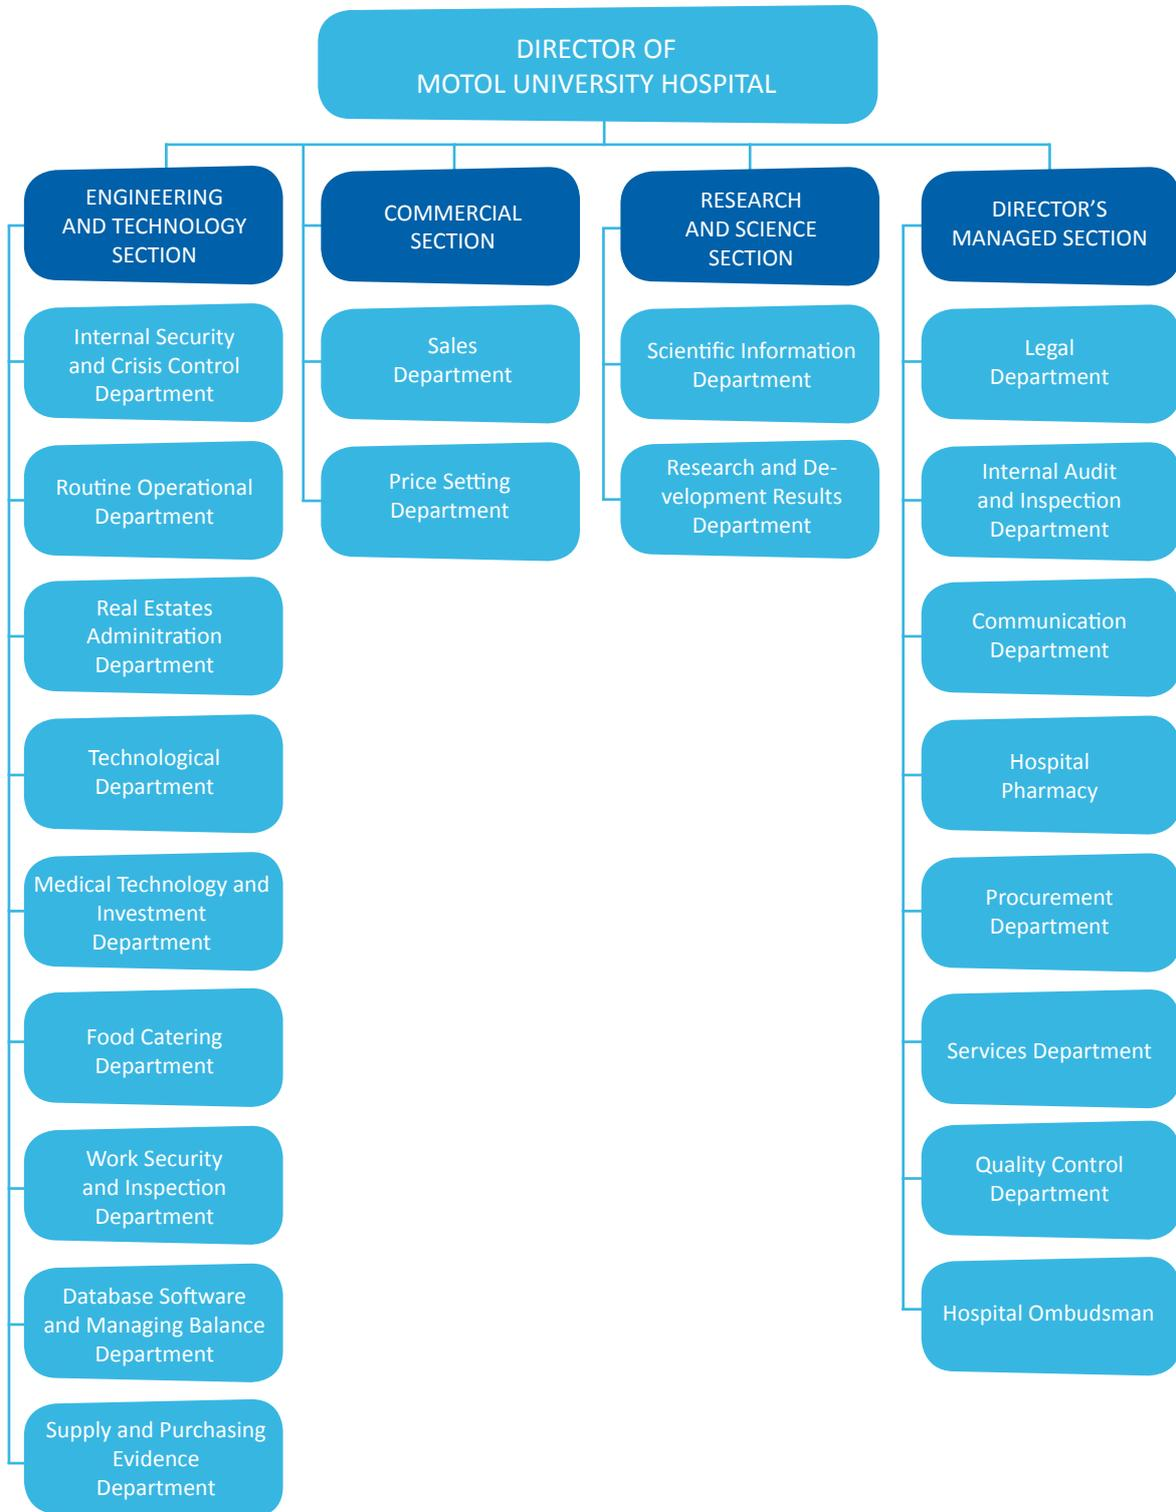 DIRECTOR OF
MOTOL UNIVERSITY HOSPITAL
ENGINEERING
AND TECHNOLOGY
SECTION
Internal Security
and Crisis Control
Department
Routine Operational
Department
Real Estates
Adminitration
Department
Technological
Department
Medical Technology and
Investment
Department
Food Catering
Department
Work Security
and Inspection
Department
Database Software
and Managing Balance
Department
Supply and Purchasing
Evidence
Department
COMMERCIAL
SECTION
Sales
Department
Price Setting
Department
RESEARCH
AND SCIENCE
SECTION
Scientific Information
Department
Research and De-
velopment Results
Department
DIRECTOR'S
MANAGED SECTION
Legal
Department
Internal Audit
and Inspection
Department
Communication
Department
Hospital
Pharmacy
Procurement
Department
Services Department
Quality Control
Department
Hospital Ombudsman